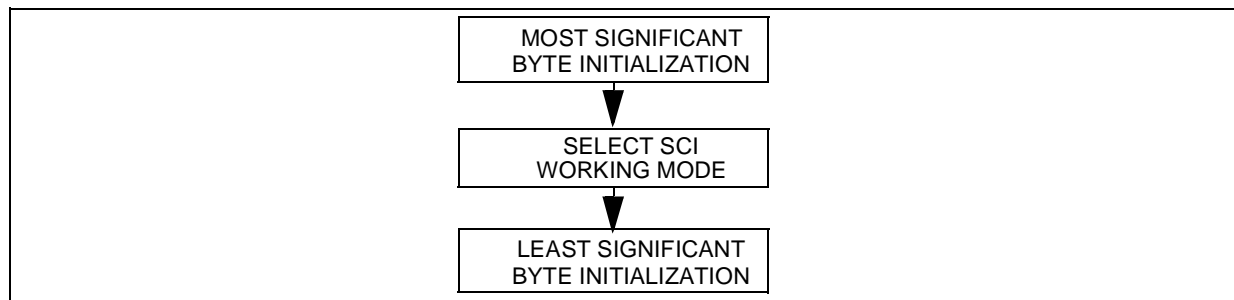 MOST SIGNIFICANT
BYTE INITIALIZATION
SELECT SCI
WORKING MODE
LEAST SIGNIFICANT
BYTE INITIALIZATION